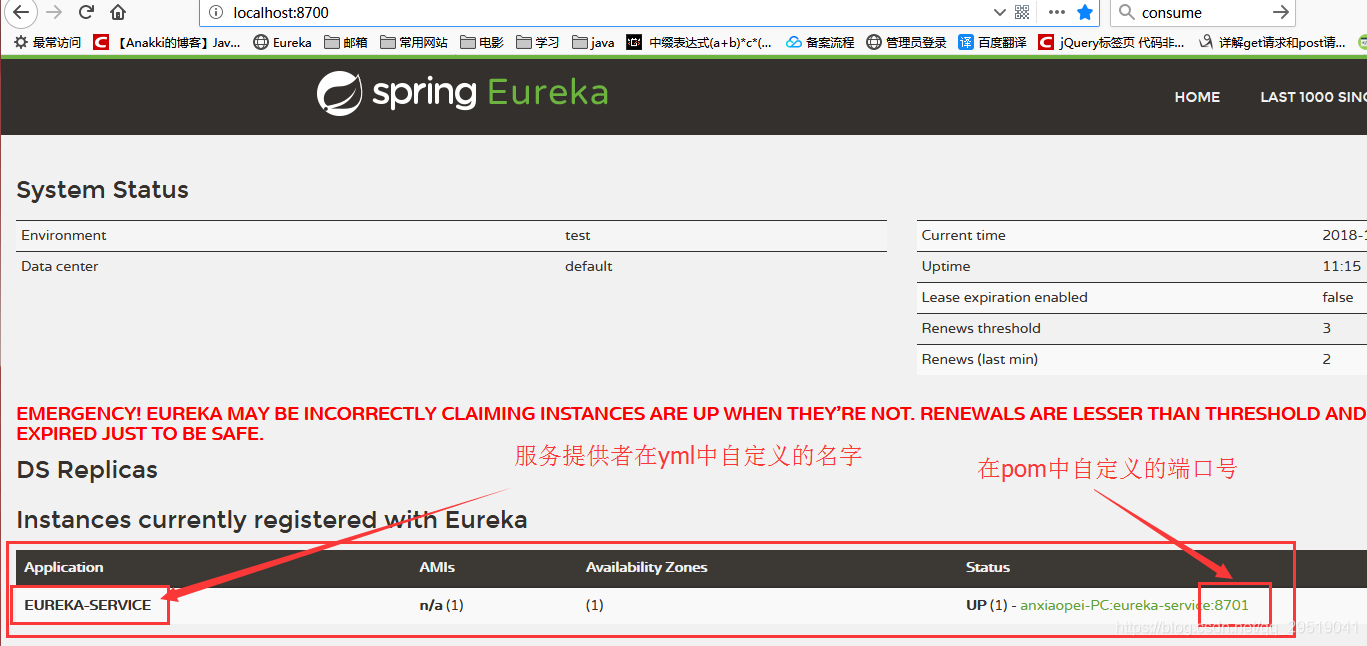 localhost:8700
consume
最常访问 【Anakki的博客】Jav... Eureka 邮箱 常用网站 电影 学习 java 中缀表达式(a+b)*c*(... 备案流程 管理员登录 译 百度翻译 jQuery标签页 代码非... 详解get请求和post请...
spring Eureka
HOME LAST 1000 SINC
System Status
Environment test
Data center default
Current time 2018-1
Uptime 11:15
Lease expiration enabled false
Renews threshold 3
Renews (last min) 2
EMERGENCY! EUREKA MAY BE INCORRECTLY CLAIMING INSTANCES ARE UP WHEN THEY'RE NOT. RENEWALS ARE LESSER THAN THRESHOLD AND
EXPIRED JUST TO BE SAFE.
服务提供者在yml中自定义的名字
在pom中自定义的端口号
DS Replicas
Instances currently registered with Eureka
Application AMIs Availability Zones Status
EUREKA-SERVICE n/a (1) (1) UP (1) - anxiaopei-PC:eureka-service:8701
https://blog.csdn.net/qq_29519041